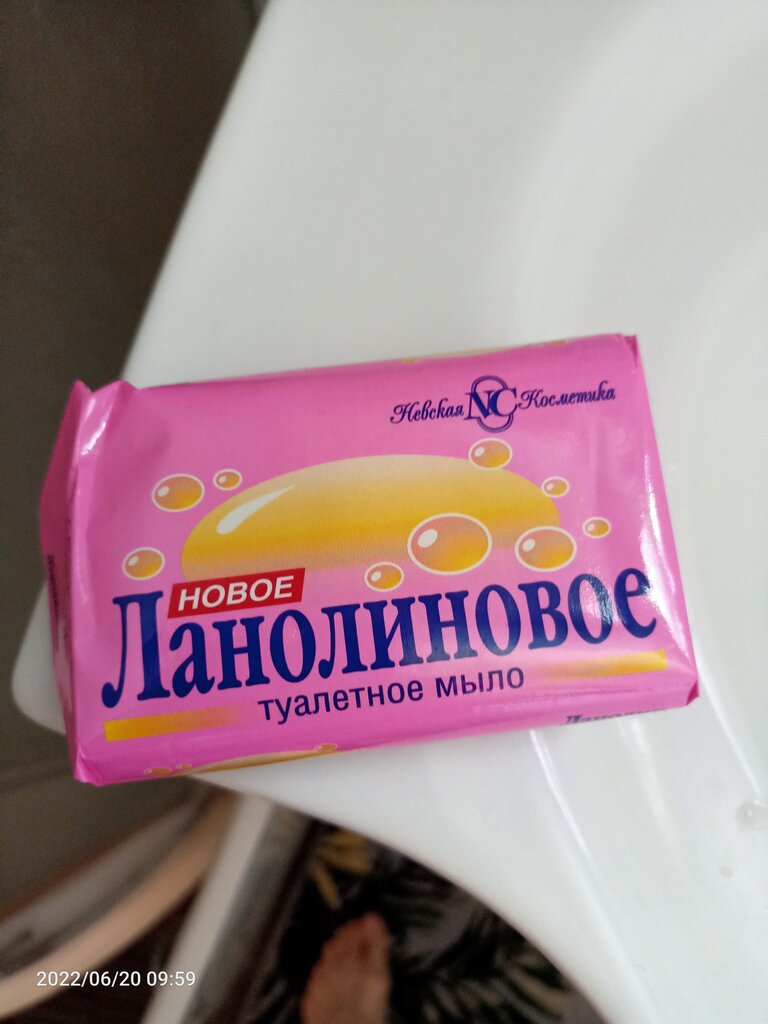 Невская NC Косметика
НОВОЕ
Ланолиновое
туалетное мыло
2022/06/20 09:59